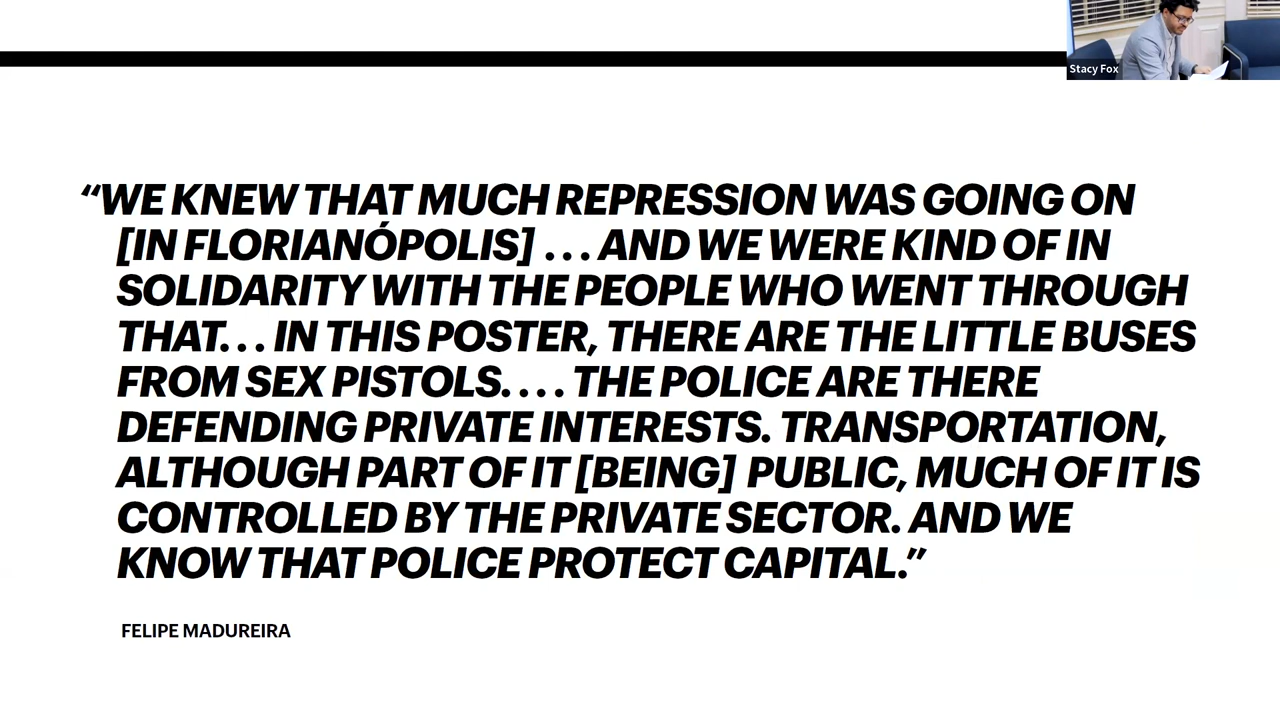 Stacy Fox
“WE KNEW THAT MUCH REPRESSION WAS GOING ON
[IN FLORIANÓPOLIS] . . . AND WE WERE KIND OF IN
SOLIDARITY WITH THE PEOPLE WHO WENT THROUGH
THAT. . . IN THIS POSTER, THERE ARE THE LITTLE BUSES
FROM SEX PISTOLS. . . . THE POLICE ARE THERE
DEFENDING PRIVATE INTERESTS. TRANSPORTATION,
ALTHOUGH PART OF IT [BEING] PUBLIC, MUCH OF IT IS
CONTROLLED BY THE PRIVATE SECTOR. AND WE
KNOW THAT POLICE PROTECT CAPITAL.”
FELIPE MADUREIRA